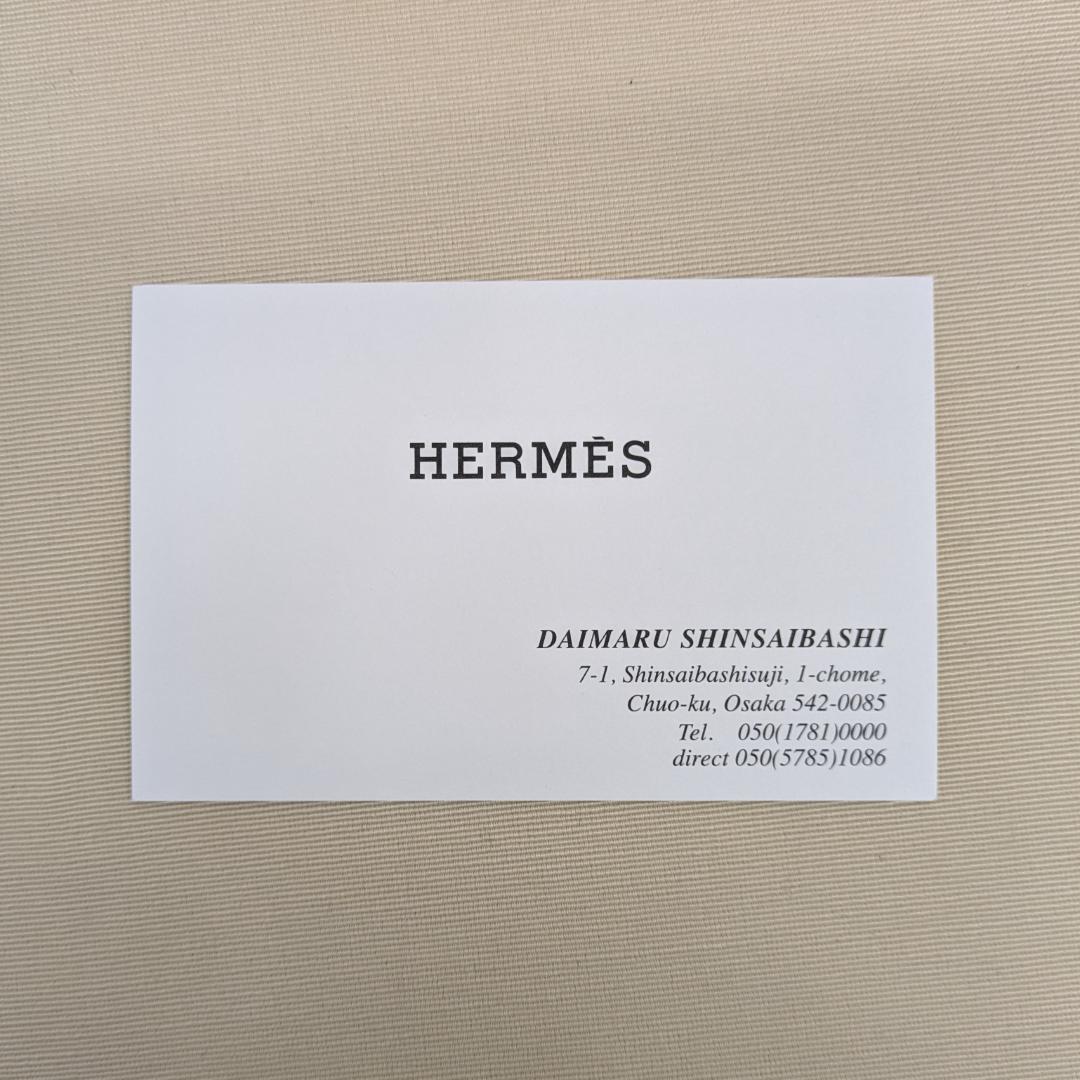 HERMÈS
DAIMARU SHINSAIBASHI
7-1, Shinsaibashisuji, 1-chome,
Chuo-ku, Osaka 542-0085
Tel. 050(1781)0000
direct 050(5785)1086